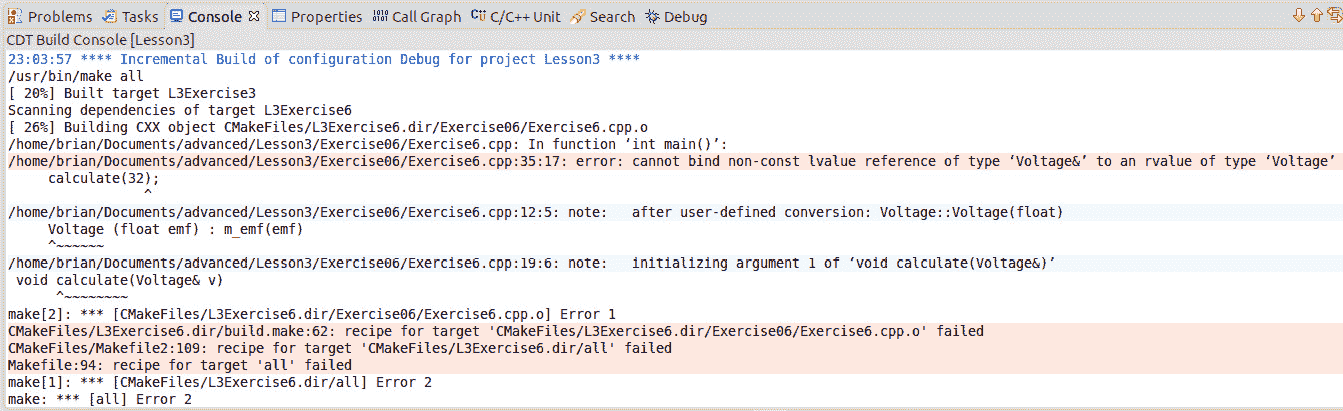 Problems Tasks Console Properties Call Graph C/C++ Unit Search Debug
CDT Build Console [Lesson3]
23:03:57 **** Incremental Build of configuration Debug for project Lesson3 ****
/usr/bin/make all
[ 20%] Built target L3Exercise3
Scanning dependencies of target L3Exercise6
[ 26%] Building CXX object CMakeFiles/L3Exercise6.dir/Exercise06/Exercise6.cpp.o
/home/brian/Documents/advanced/Lesson3/Exercise06/Exercise6.cpp: In function ‘int main()’:
/home/brian/Documents/advanced/Lesson3/Exercise06/Exercise6.cpp:35:17: error: cannot bind non-const lvalue reference of type ‘Voltage&’ to an rvalue of type ‘Voltage’
     calculate(32);
                 ^
/home/brian/Documents/advanced/Lesson3/Exercise06/Exercise6.cpp:12:5: note:   after user-defined conversion: Voltage::Voltage(float)
     Voltage (float emf) : m_emf(emf)
     ^~~~~~~
/home/brian/Documents/advanced/Lesson3/Exercise06/Exercise6.cpp:19:6: note:   initializing argument 1 of ‘void calculate(Voltage&)’
 void calculate(Voltage& v)
      ^~~~~~~~~
make[2]: *** [CMakeFiles/L3Exercise6.dir/Exercise06/Exercise6.cpp.o] Error 1
CMakeFiles/L3Exercise6.dir/build.make:62: recipe for target 'CMakeFiles/L3Exercise6.dir/Exercise06/Exercise6.cpp.o' failed
CMakeFiles/Makefile2:109: recipe for target 'CMakeFiles/L3Exercise6.dir/all' failed
Makefile:94: recipe for target 'all' failed
make[1]: *** [CMakeFiles/L3Exercise6.dir/all] Error 2
make: *** [all] Error 2